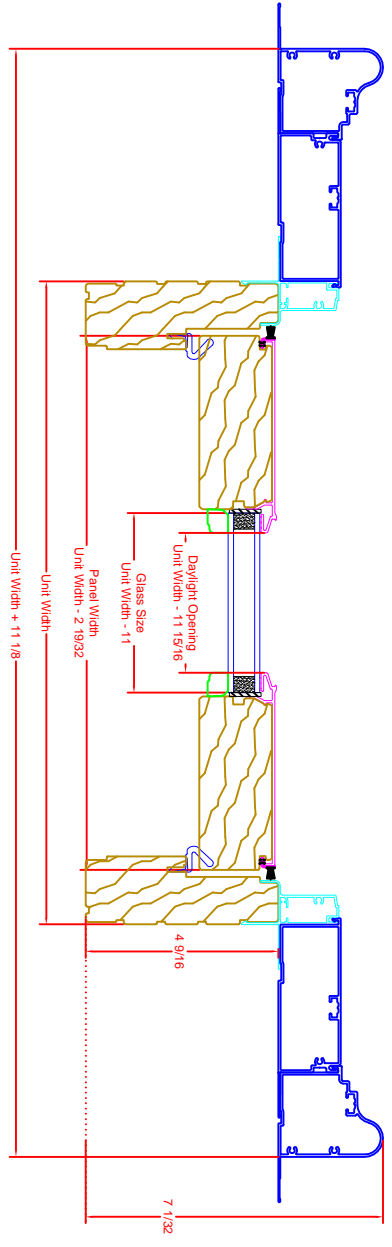 Daylight Opening
Unit Width - 11 15/16
Glass Size
Unit Width - 11
Panel Width
Unit Width - 2 19/32
Unit Width
Unit Width + 11 1/8
4 9/16
7 1/32